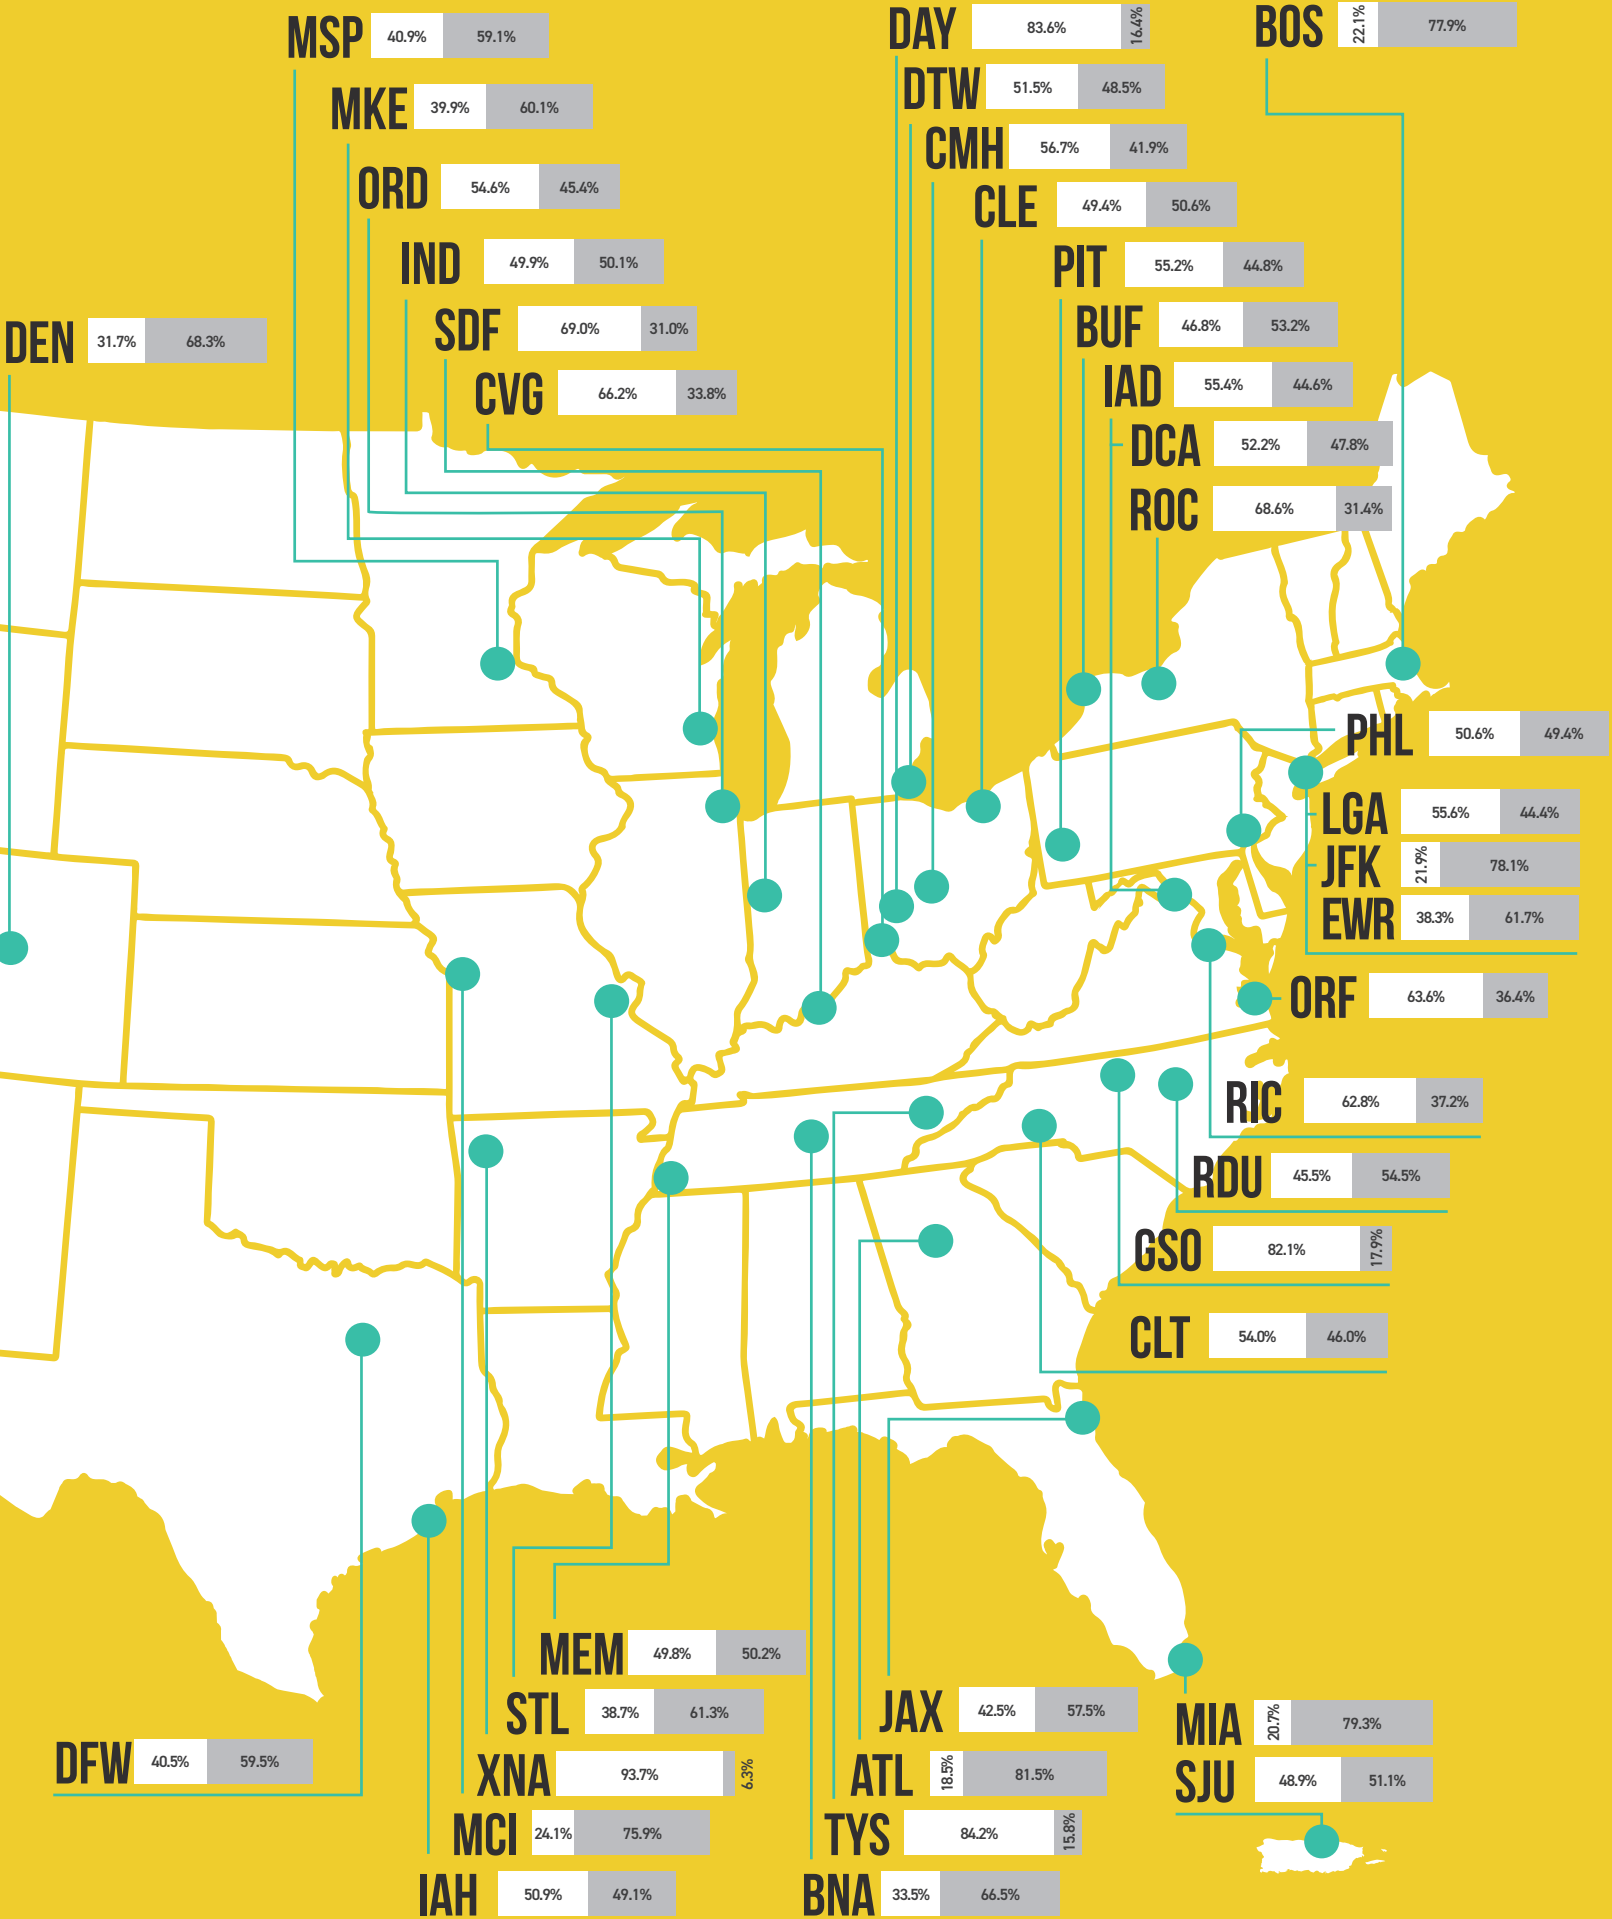 MSP 40.9% 59.1%
MKE 39.9% 60.1%
ORD 54.6% 45.4%
IND 49.9% 50.1%
SDF 69.0% 31.0%
CVG 66.2% 33.8%
DEN 31.7% 68.3%
DAY 83.6% 16.4%
DTW 51.5% 48.5%
CMH 56.7% 41.9%
CLE 49.4% 50.6%
PIT 55.2% 44.8%
BUF 46.8% 53.2%
IAD 55.4% 44.6%
DCA 52.2% 47.8%
ROC 68.6% 31.4%
BOS 22.1% 77.9%
PHL 50.6% 49.4%
LGA 55.6% 44.4%
JFK 21.9% 78.1%
EWR 38.3% 61.7%
ORF 63.6% 36.4%
RIC 62.8% 37.2%
RDU 45.5% 54.5%
GSO 82.1% 17.9%
CLT 54.0% 46.0%
MEM 49.8% 50.2%
STL 38.7% 61.3%
XNA 93.7% 6.3%
MCI 24.1% 75.9%
IAH 50.9% 49.1%
DFW 40.5% 59.5%
JAX 42.5% 57.5%
ATL 18.5% 81.5%
TYS 84.2% 15.8%
BNA 33.5% 66.5%
MIA 20.7% 79.3%
SJU 48.9% 51.1%